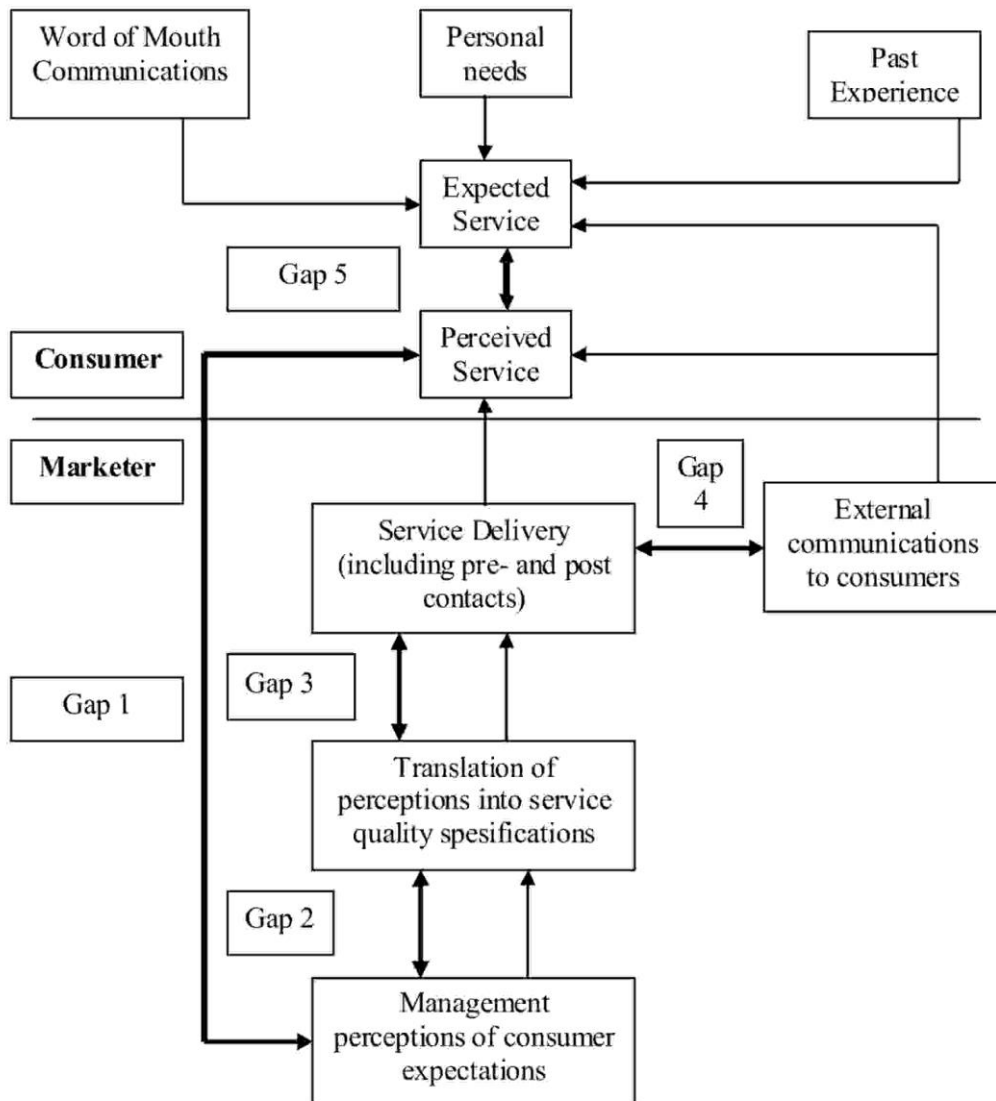 Word of Mouth
Communications
Personal
needs
Past
Experience
Expected
Service
Gap 5
Perceived
Service
Consumer
Marketer
Gap
4
Service Delivery
(including pre- and post
contacts)
External
communications
to consumers
Gap 3
Gap 1
Translation of
perceptions into service
quality spesifications
Gap 2
Management
perceptions of consumer
expectations